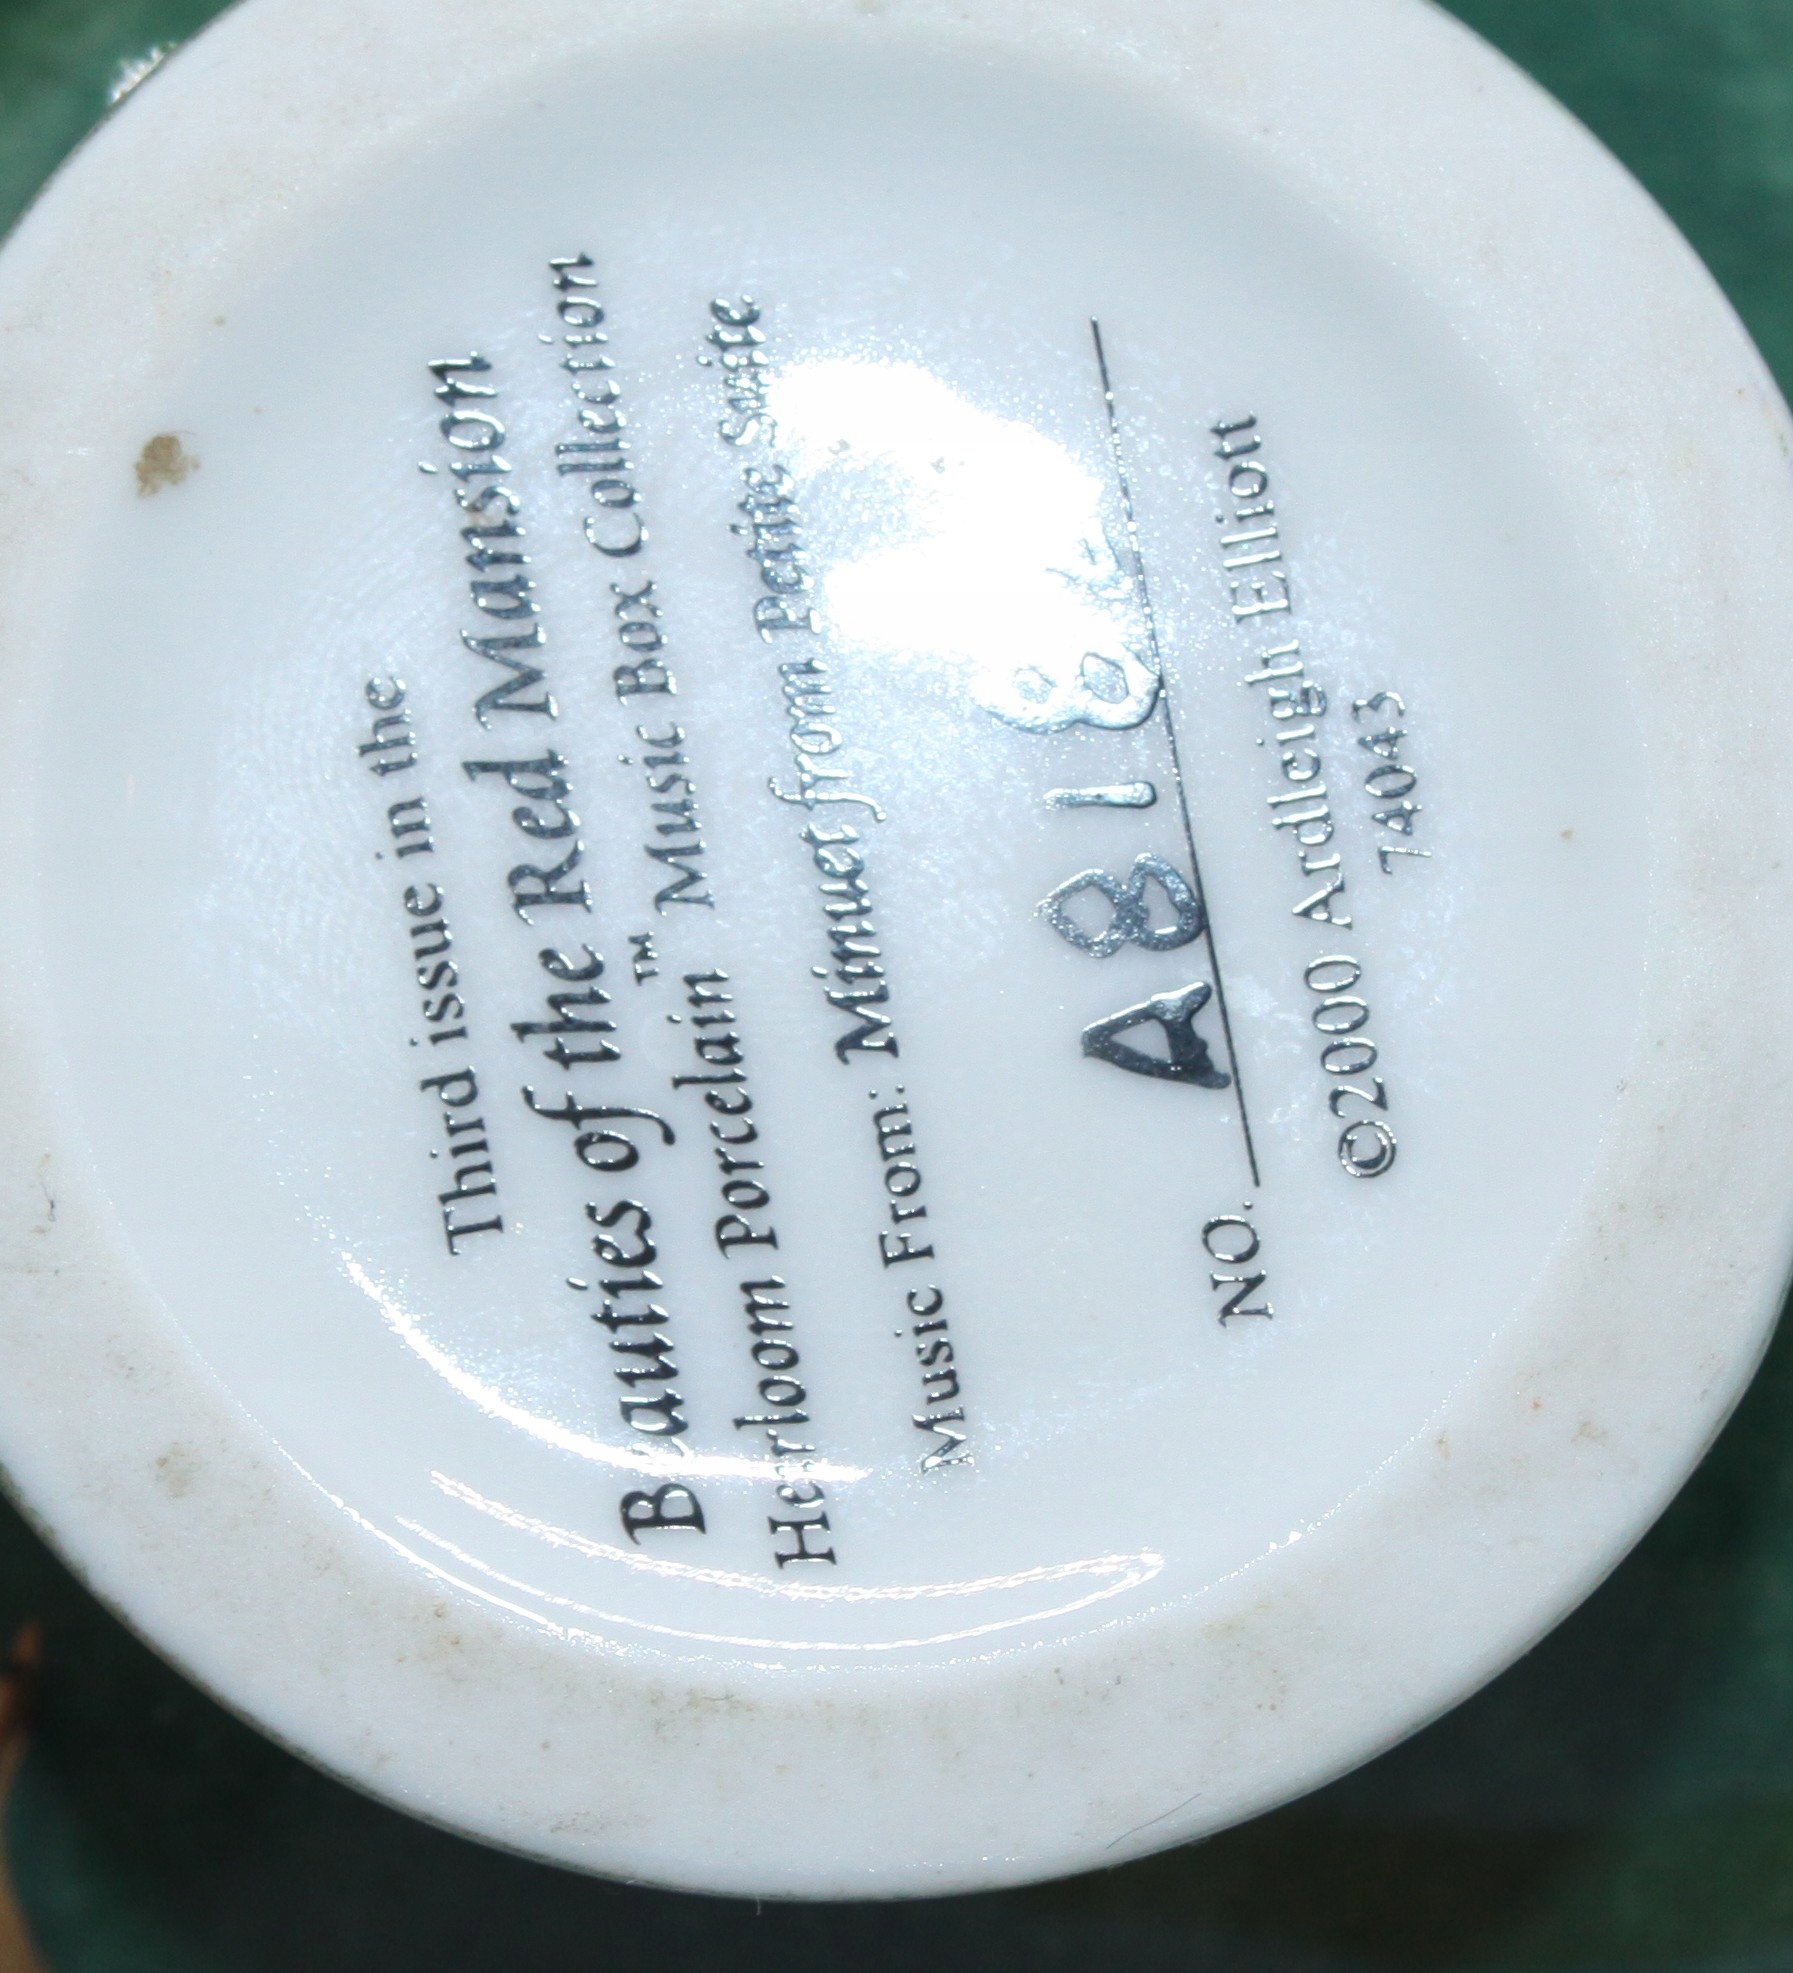 Third issue in the
Beauties of the Red Mansion
Heirloom Porcelain™ Music Box Collection
Music From: Minuet from Petite Suite
NO.
©2000 Ardleigh Elliott
74043